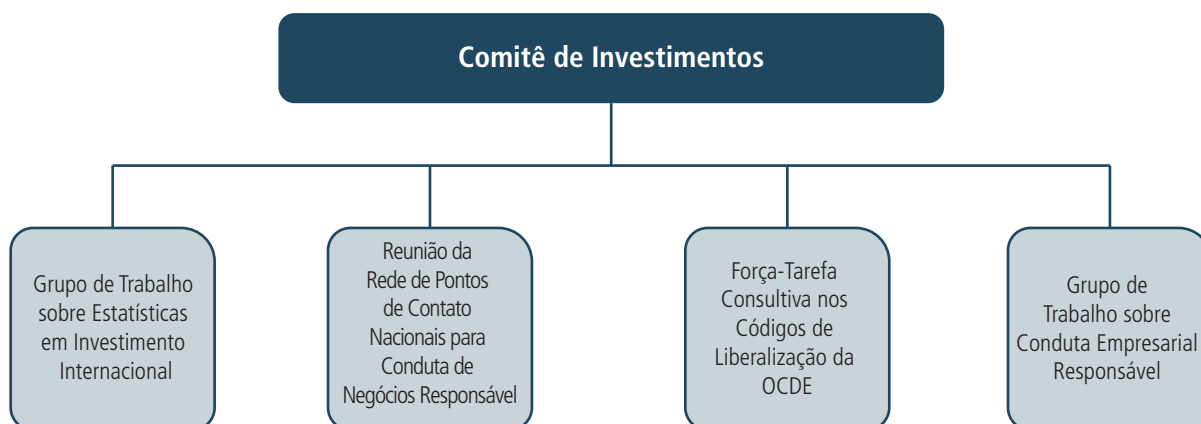 Comitê de Investimentos
Grupo de Trabalho
sobre Estatísticas
em Investimento
Internacional
Reunião da
Rede de Pontos
de Contato
Nacionais para
Conduta de
Negócios Responsável
Força-Tarefa
Consultiva nos
Códigos de
Liberalização da
OCDE
Grupo de
Trabalho sobre
Conduta Empresarial
Responsável